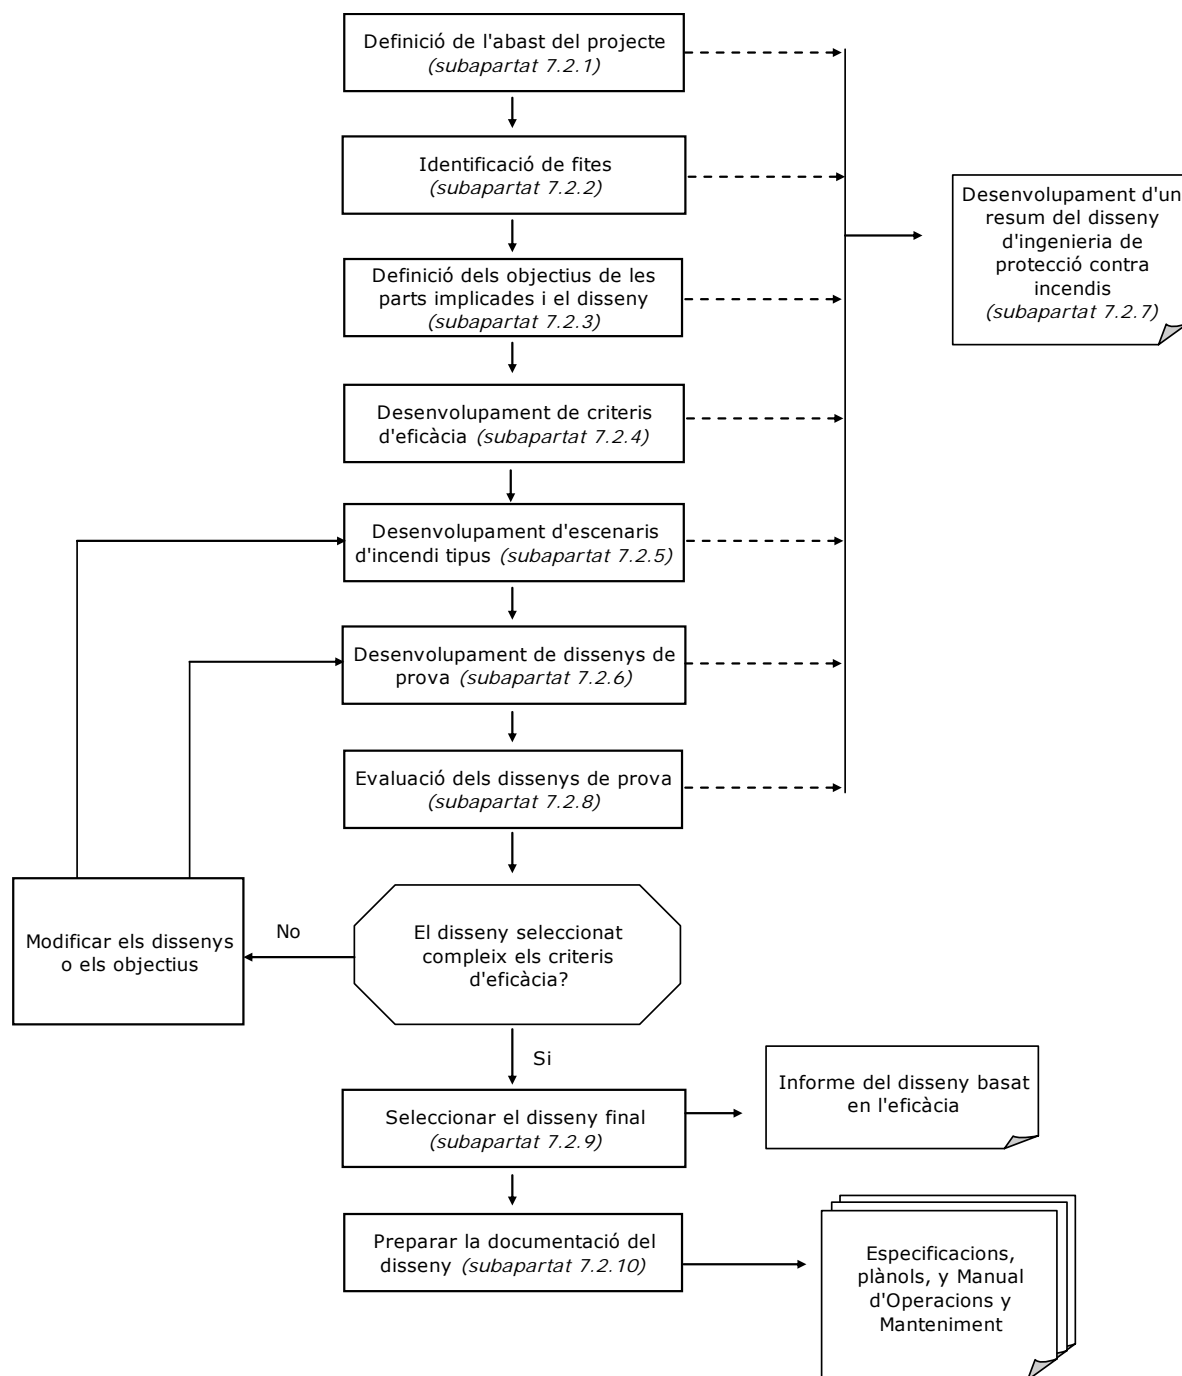 Definició de l'abast del projecte
(subapartat 7.2.1)
Identificació de fites
(subapartat 7.2.2)
Desenvolupament d'un
resum del disseny
d'ingenieria de
protecció contra
incendis
(subapartat 7.2.7)
Definició dels objectius de les
parts implicades i el disseny
(subapartat 7.2.3)
Desenvolupament de criteris
d'eficàcia (subapartat 7.2.4)
Desenvolupament d'escenaris
d'incendi tipus (subapartat 7.2.5)
Desenvolupament de dissenys de
prova (subapartat 7.2.6)
Evaluació dels dissenys de prova
(subapartat 7.2.8)
Modificar els dissenys
o els objectius
No
El disseny seleccionat
compleix els criteris
d'eficàcia?
Si
Seleccionar el disseny final
(subapartat 7.2.9)
Informe del disseny basat
en l'eficàcia
Preparar la documentació del
disseny (subapartat 7.2.10)
Especificacions,
plànols, y Manual
d'Operacions y
Manteniment